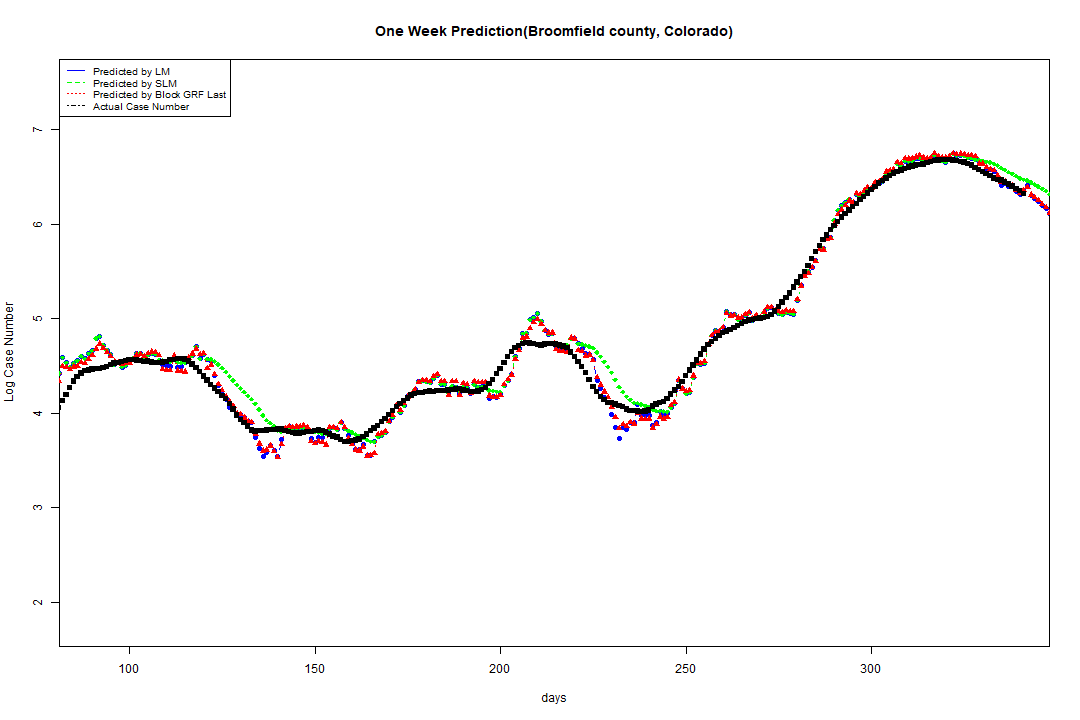 One Week Prediction(Broomfield county, Colorado)
Predicted by LM
Predicted by SLM
Predicted by Block GRF Last
Actual Case Number
7
6
5
4
3
2
Log Case Number
100 150 200 250 300
days